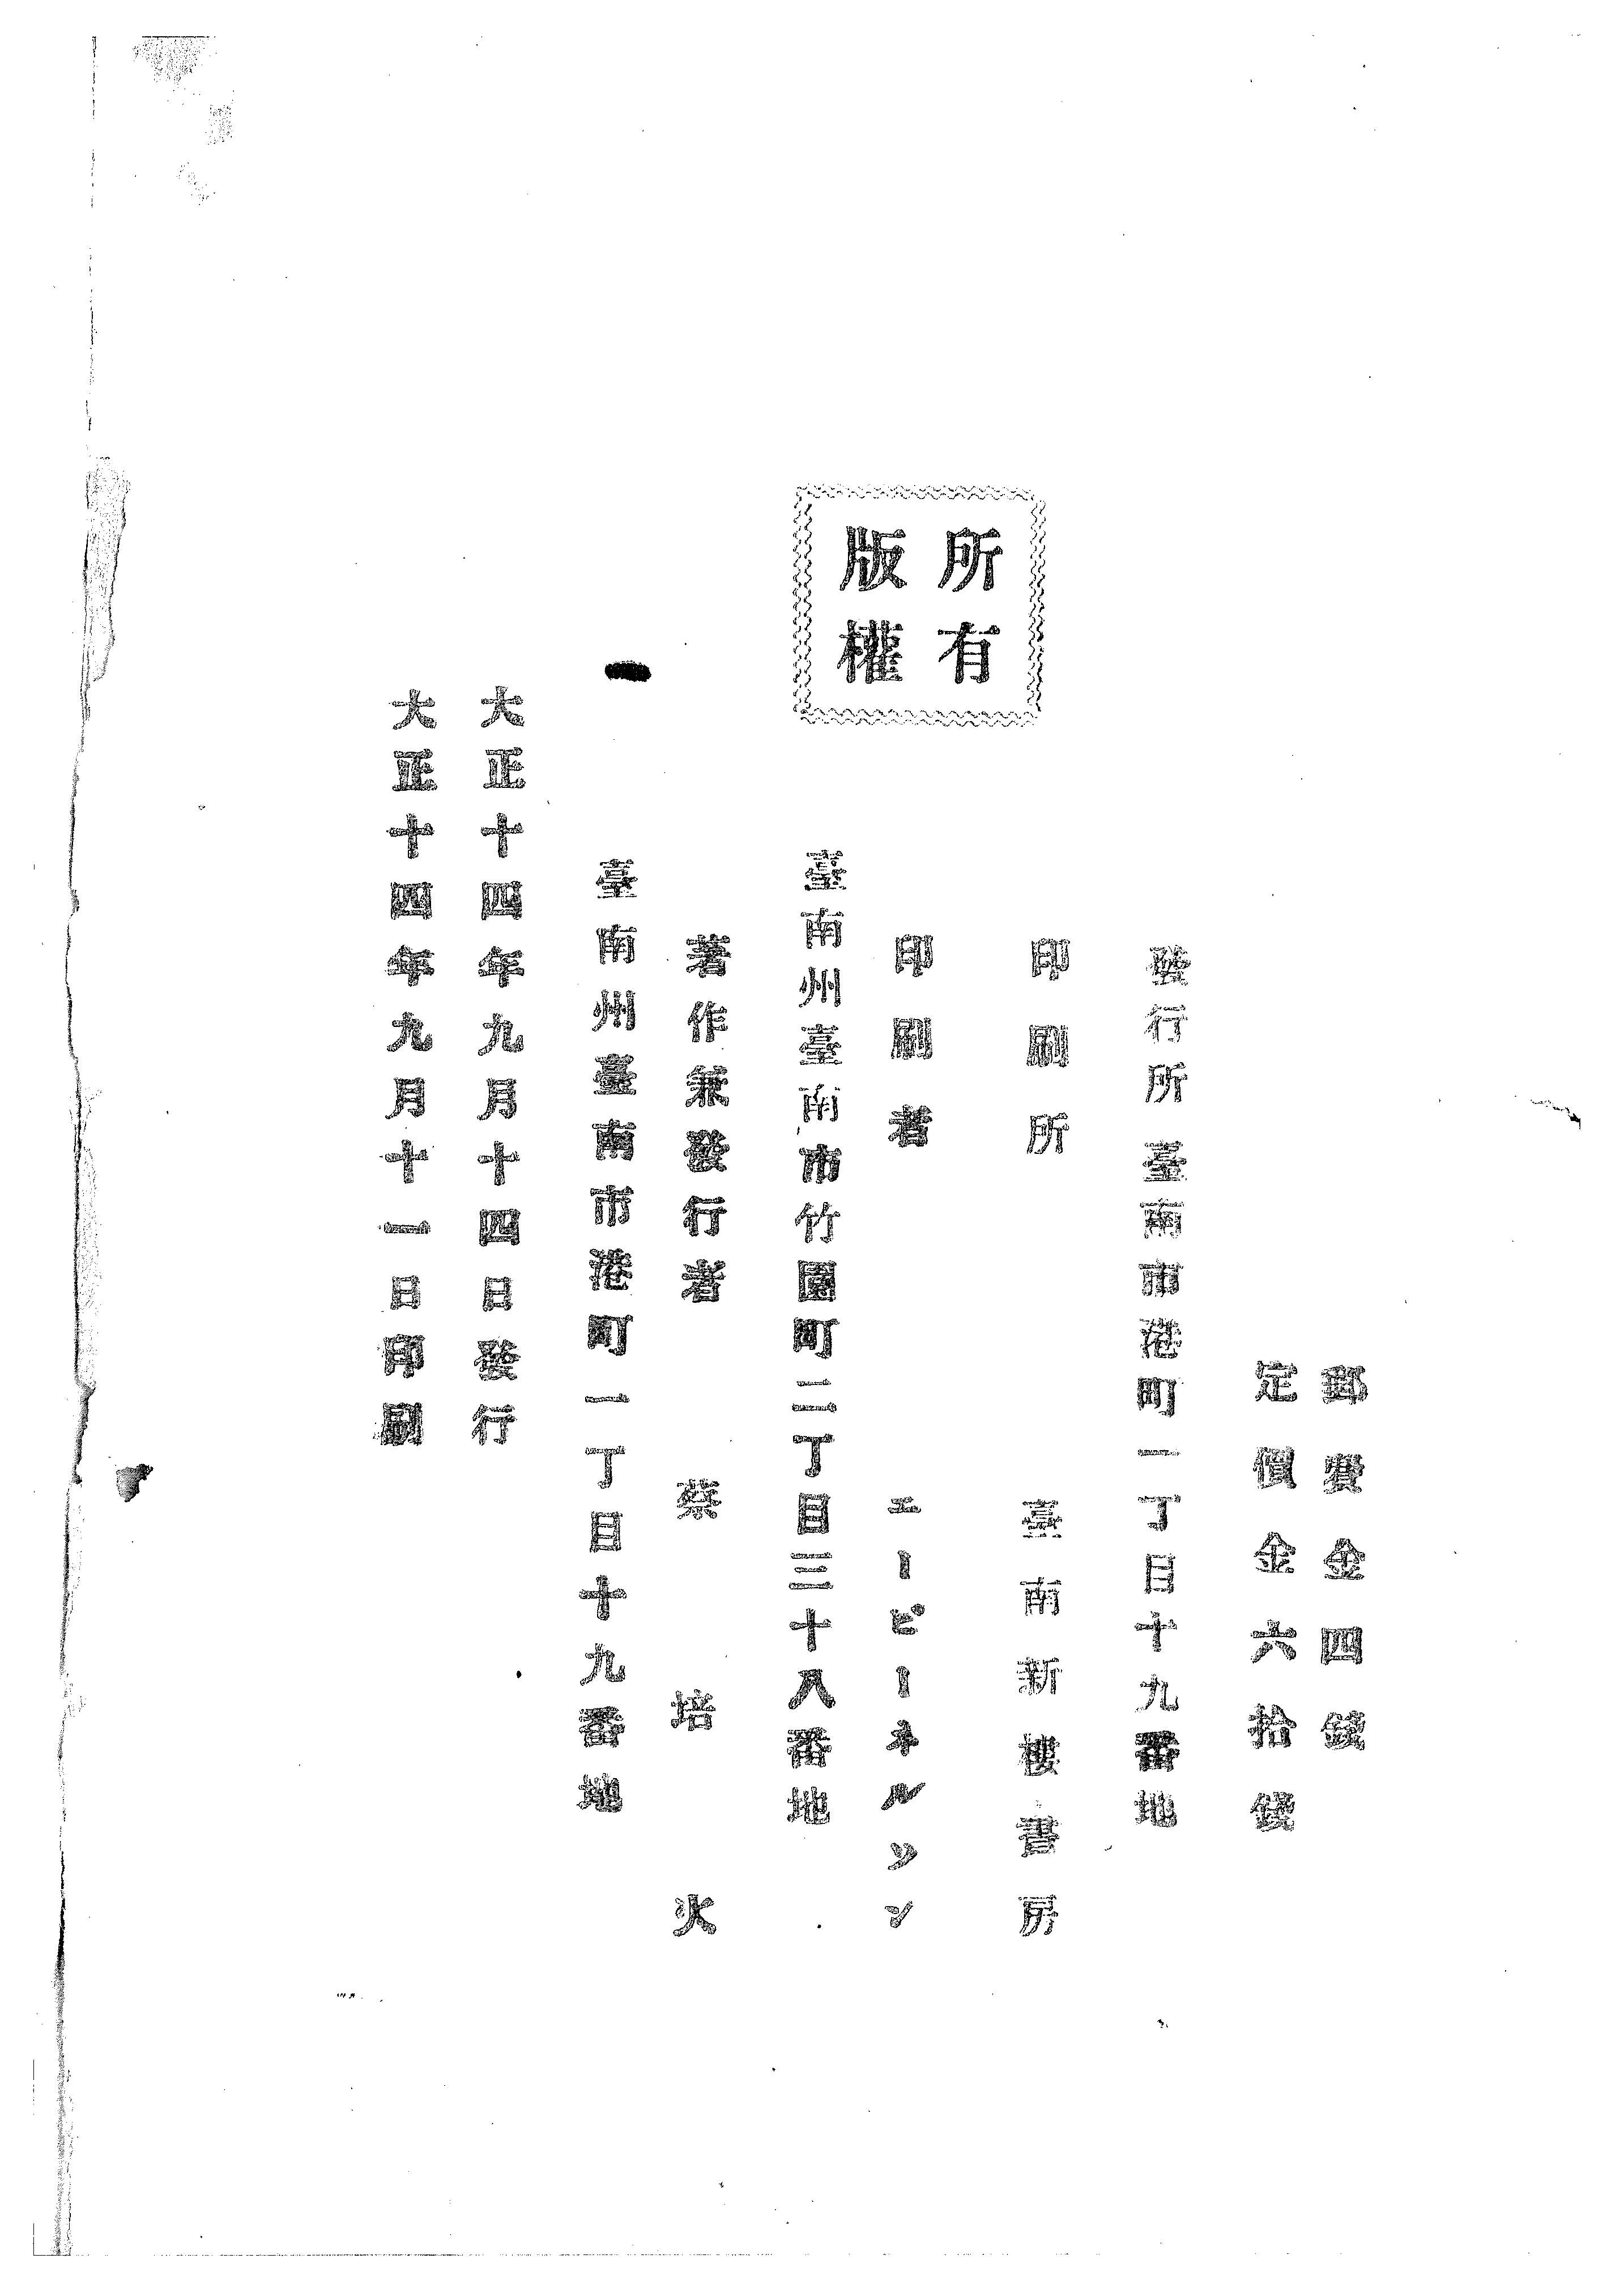 版權
所有
大正十四年九月十一日印刷
大正十四年九月十四日發行
臺南州臺南市港町一丁目十九番地
著作兼發行者 蔡培火
臺南州臺南市竹園町二丁目三十八番地
印刷者 エーピーネルソン
印刷所 臺南新樓書房
發行所 臺南市港町一丁目十九番地
定價金六拾錢
郵費金四錢